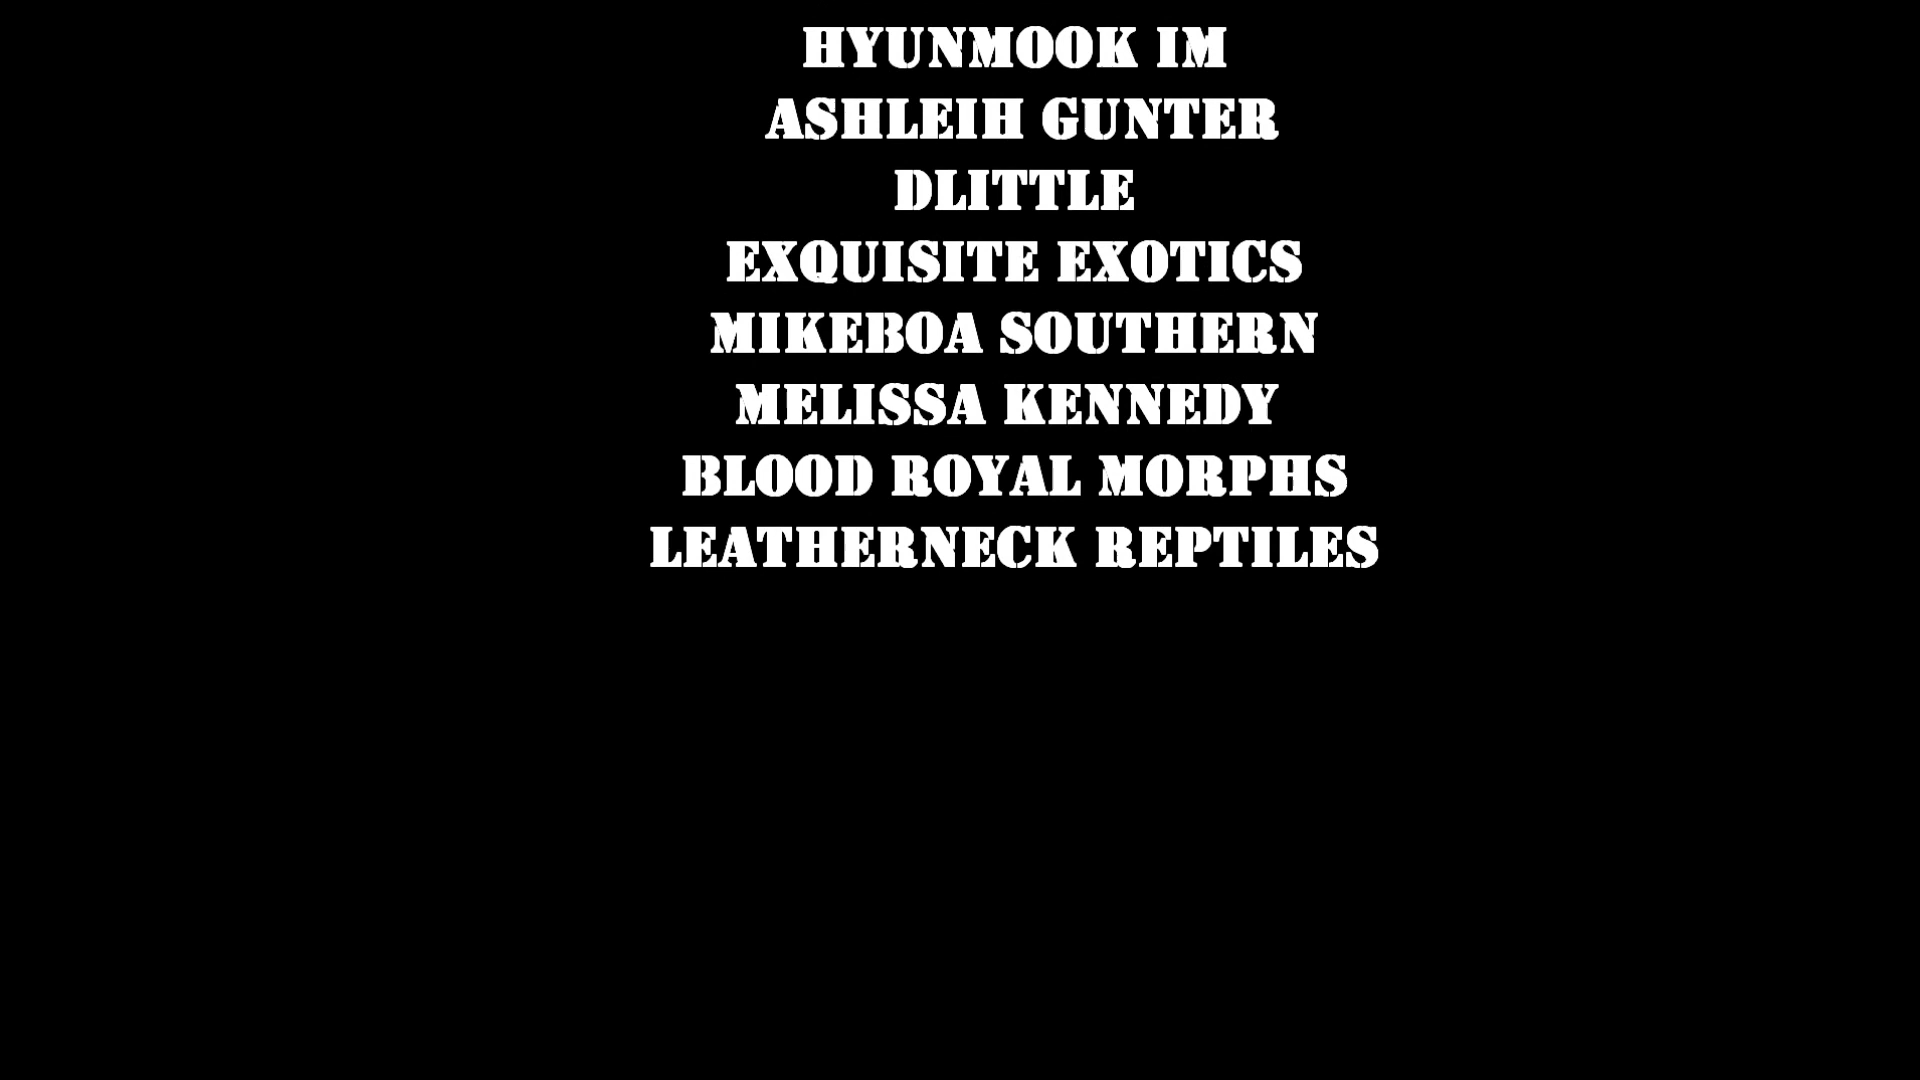 HYUNMOOK IM
ASHLEIH GUNTER
DLITTLE
EXQUISITE EXOTICS
MIKEBOA SOUTHERN
MELISSA KENNEDY
BLOOD ROYAL MORPHS
LEATHERNECK REPTILES